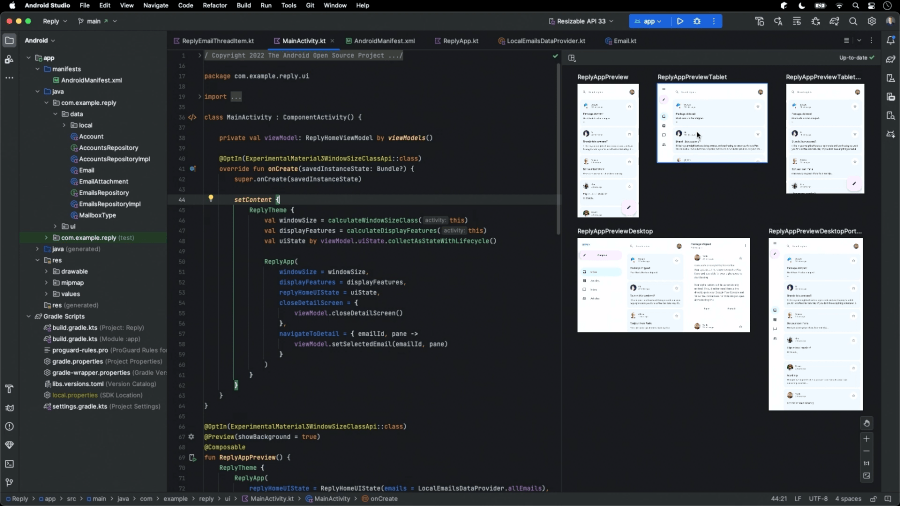 Android Studio File Edit View Navigate Code Refactor Build Run Tools Git Window Help
Reply main Resizable API 33 app
ReplyEmailThreadItem.kt MainActivity.kt AndroidManifest.xml ReplyApp.kt LocalEmailsDataProvider.kt Email.kt
Android
app
manifests
AndroidManifest.xml
java
com.example.reply
data
local
Account
AccountsRepository
AccountsRepositoryImpl
Email
EmailAttachment
EmailsRepository
EmailsRepositoryImpl
MailboxType
ui
com.example.reply (test)
java (generated)
res
drawable
mipmap
values
res (generated)
Gradle Scripts
build.gradle.kts (Project: Reply)
build.gradle.kts (Module :app)
proguard-rules.pro (ProGuard Rules for
gradle.properties (Project Properties)
gradle-wrapper.properties (Gradle Vers
libs.versions.toml (Version Catalog)
local.properties (SDK Location)
settings.gradle.kts (Project Settings)
1 / Copyright 2022 The Android Open Source Project .../
17 package com.example.reply.ui
import ...
class MainActivity : ComponentActivity() {
38 private val viewModel: ReplyHomeViewModel by viewModels()
40 @OptIn(ExperimentalMaterial3WindowSizeClassApi::class)
41 override fun onCreate(savedInstanceState: Bundle?) {
42 super.onCreate(savedInstanceState)
44 setContent {
45 ReplyTheme {
46 val windowSize = calculateWindowSizeClass( activity: this)
47 val displayFeatures = calculateDisplayFeatures( activity: this)
48 val uiState by viewModel.uiState.collectAsStateWithLifecycle()
50 ReplyApp(
51 windowSize = windowSize,
52 displayFeatures = displayFeatures,
53 replyHomeUIState = uiState,
54 closeDetailScreen = {
55 viewModel.closeDetailScreen()
56 },
57 navigateToDetail = { emailId, pane ->
58 viewModel.setSelectedEmail(emailId, pane)
59 }
60 )
61 }
62 }
63 }
64 }
66 @OptIn(ExperimentalMaterial3WindowSizeClassApi::class)
67 @Preview(showBackground = true)
68 @Composable
69 fun ReplyAppPreview() {
70 ReplyTheme {
71 ReplyApp(
72 replyHomeUIState = ReplyHomeUIState(emails = LocalEmailsDataProvider.allEmails),
Up-to-date
ReplyAppPreview ReplyAppPreviewTablet ReplyAppPreviewTablet...
ReplyAppPreviewDesktop ReplyAppPreviewDesktopPort...
1:1
Reply app src main java com example reply ui MainActivity.kt MainActivity onCreate 44:21 LF UTF-8 4 spaces